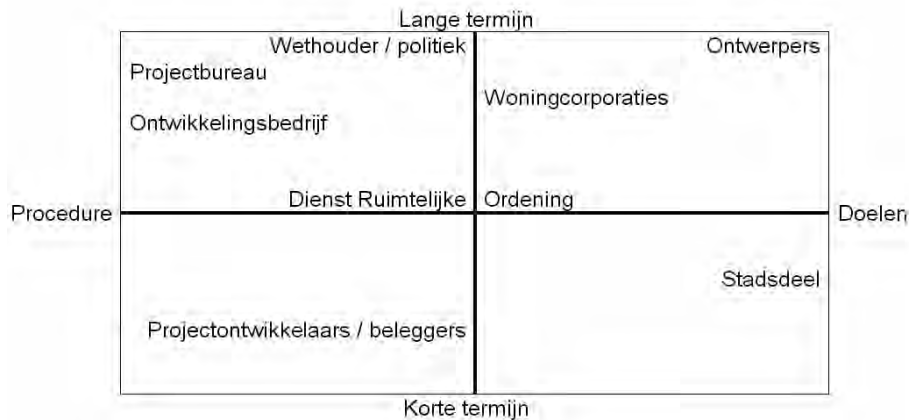 Lange termijn
Wethouder / politiek
Ontwerpers
Projectbureau
Woningcorporaties
Ontwikkelingsbedrijf
Dienst Ruimtelijke Ordening
Procedure
Doelen
Stadsdeel
Projectontwikkelaars / beleggers
Korte termijn